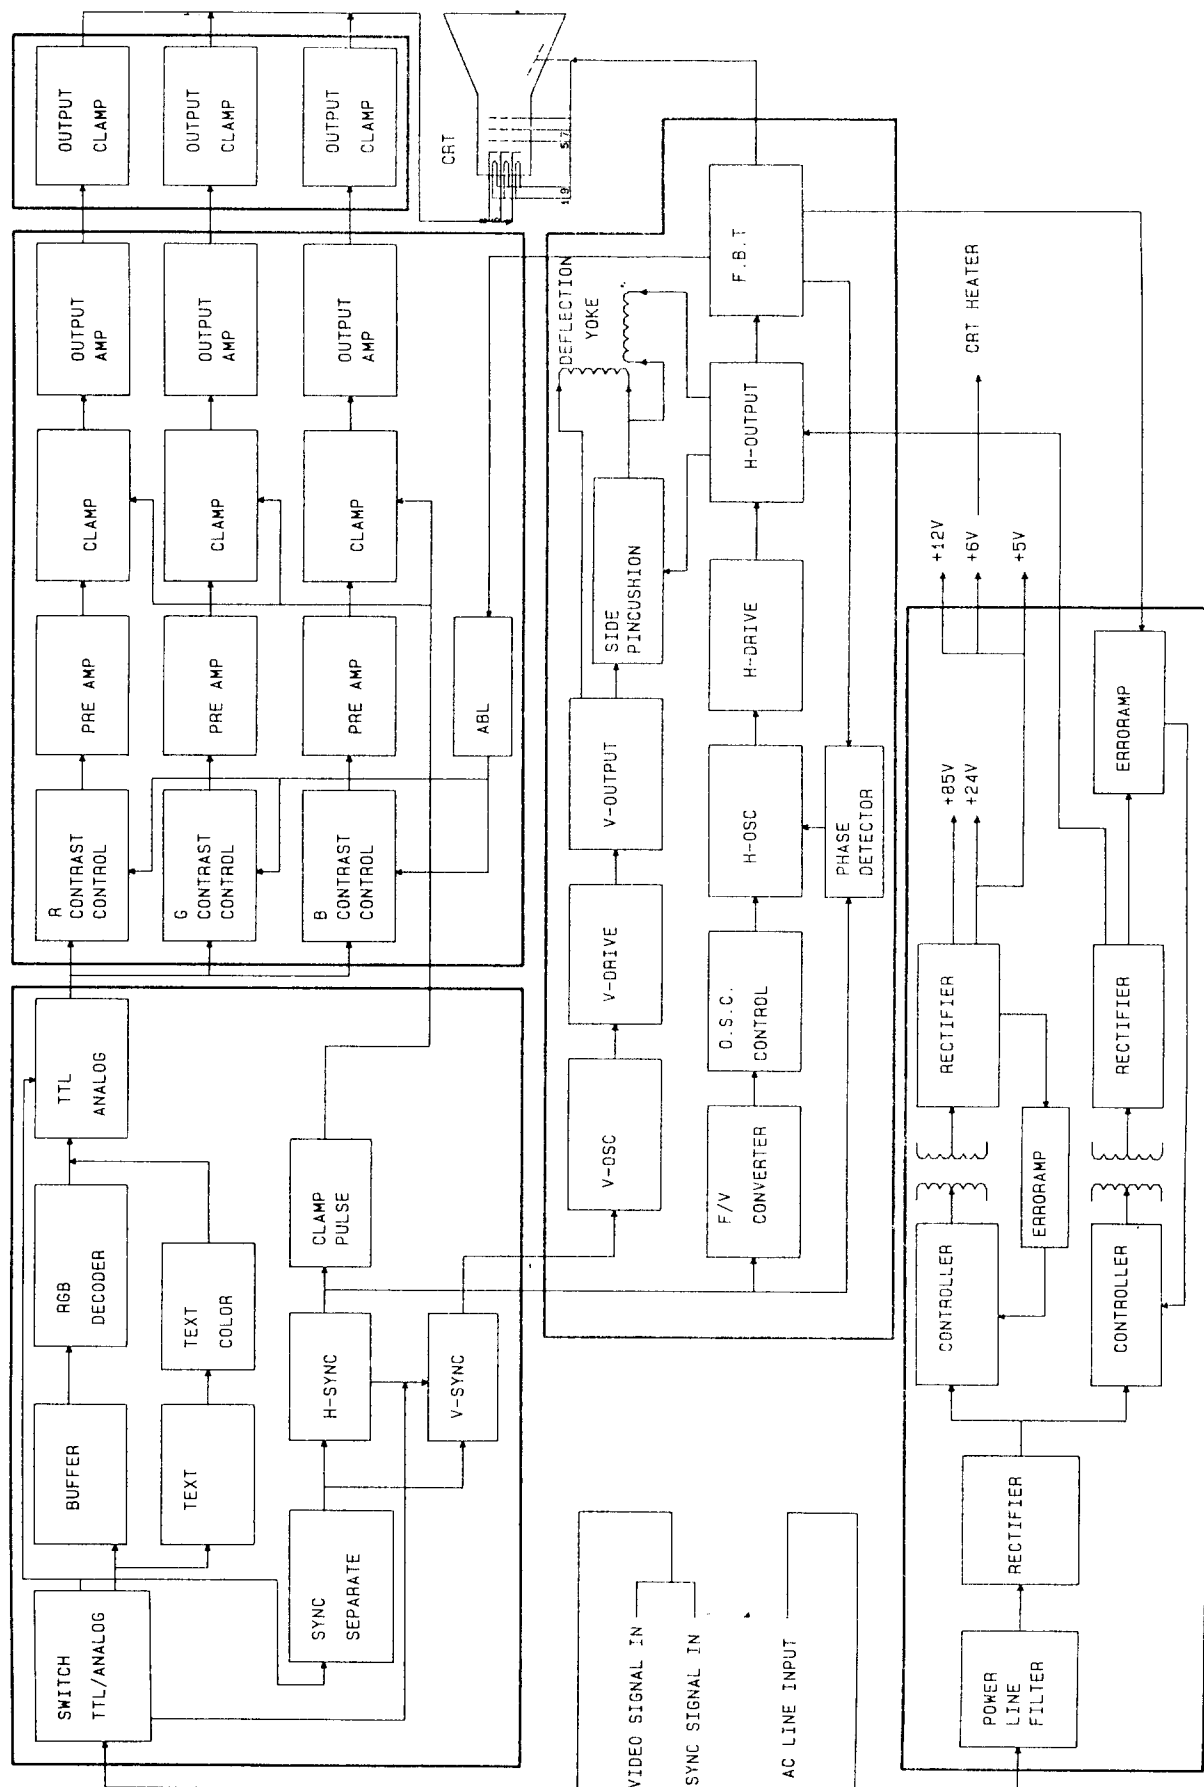 SWITCH
TTL/ANALOG
BUFFER
RGB
DECODER
TTL
ANALOG
TEXT
TEXT
COLOR
SYNC
SEPARATE
H-SYNC
CLAMP
PULSE
V-SYNC
R
CONTRAST
CONTROL
PRE AMP
CLAMP
OUTPUT
AMP
OUTPUT
CLAMP
G
CONTRAST
CONTROL
PRE AMP
CLAMP
OUTPUT
AMP
OUTPUT
CLAMP
B
CONTRAST
CONTROL
PRE AMP
CLAMP
OUTPUT
AMP
OUTPUT
CLAMP
ABL
CRT
VIDEO SIGNAL IN
SYNC SIGNAL IN
AC LINE INPUT
V-OSC
V-DRIVE
V-OUTPUT
SIDE
PINCUSHION
DEFLECTION
YOKE
F/V
CONVERTER
O.S.C.
CONTROL
H-OSC
H-DRIVE
H-OUTPUT
F.B.T
PHASE
DETECTOR
POWER
LINE
FILTER
RECTIFIER
CONTROLLER
RECTIFIER
+85V
+24V
+12V
+6V
CRT HEATER
+5V
ERRORAMP
CONTROLLER
RECTIFIER
ERRORAMP